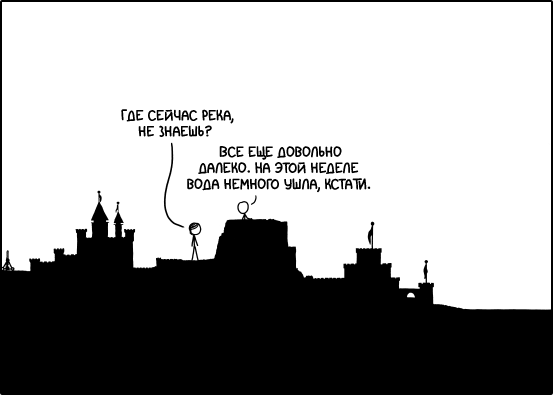 ГДЕ СЕЙЧАС РЕКА,
НЕ ЗНАЕШЬ?
ВСЕ ЕЩЕ ДОВОЛЬНО
ДАЛЕКО. НА ЭТОЙ НЕДЕЛЕ
ВОДА НЕМНОГО УШЛА, КСТАТИ.